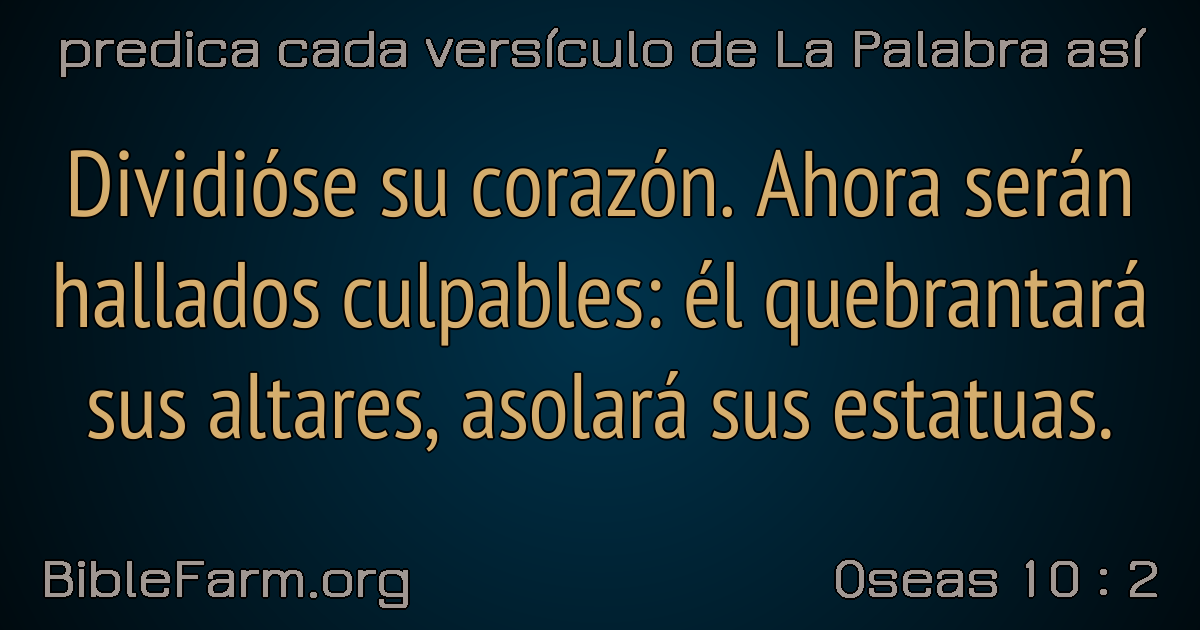 predica cada versículo de La Palabra así
Dividióse su corazón. Ahora serán
hallados culpables: él quebrantará
sus altares, asolará sus estatuas.
BibleFarm.org
Oseas 10 : 2